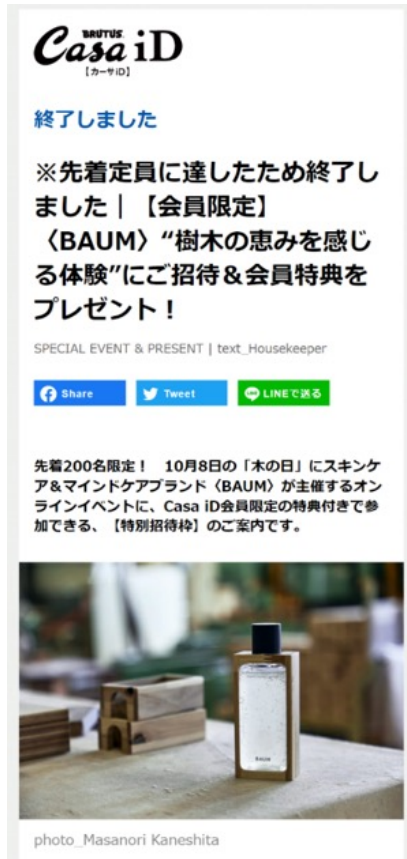 BRUTUS
Casa iD
【カーサiD】
終了しました
※先着定員に達したため終了し
ました｜【会員限定】
〈BAUM〉“樹木の恵みを感じ
る体験”にご招待＆会員特典を
プレゼント！
SPECIAL EVENT & PRESENT | text_Housekeeper
Share
Tweet
LINEで送る
先着200名限定！　10月8日の「木の日」にスキンケ
ア＆マインドケアブランド〈BAUM〉が主催するオン
ラインイベントに、Casa iD会員限定の特典付きで参
加できる、【特別招待枠】のご案内です。
BAUM
photo_Masanori Kaneshita